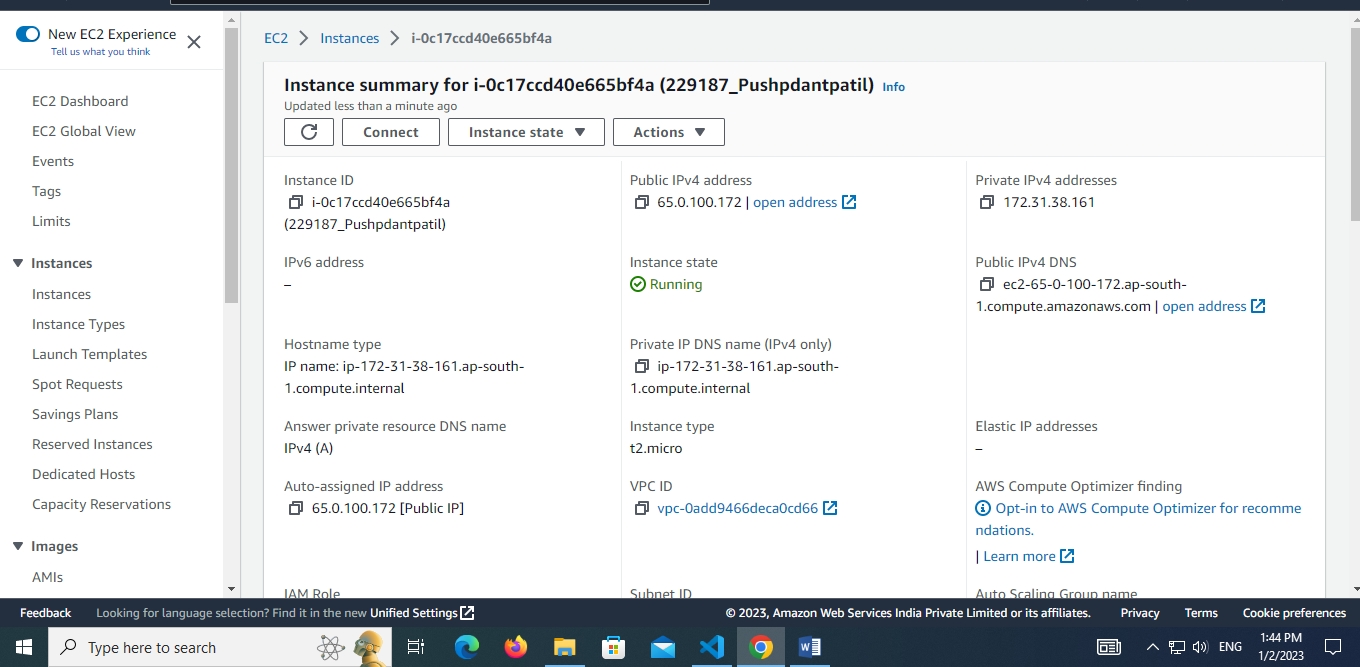 New EC2 Experience
Tell us what you think
EC2 Dashboard
EC2 Global View
Events
Tags
Limits
Instances
Instances
Instance Types
Launch Templates
Spot Requests
Savings Plans
Reserved Instances
Dedicated Hosts
Capacity Reservations
Images
AMIs
EC2 > Instances > i-0c17ccd40e665bf4a
Instance summary for i-0c17ccd40e665bf4a (229187_Pushpdantpatil) Info
Updated less than a minute ago
Connect Instance state Actions
Instance ID
i-0c17ccd40e665bf4a
(229187_Pushpdantpatil)
Public IPv4 address
65.0.100.172 | open address
Private IPv4 addresses
172.31.38.161
IPv6 address
–
Instance state
Running
Public IPv4 DNS
ec2-65-0-100-172.ap-south-
1.compute.amazonaws.com | open address
Hostname type
IP name: ip-172-31-38-161.ap-south-
1.compute.internal
Private IP DNS name (IPv4 only)
ip-172-31-38-161.ap-south-
1.compute.internal
Answer private resource DNS name
IPv4 (A)
Instance type
t2.micro
Elastic IP addresses
–
Auto-assigned IP address
65.0.100.172 [Public IP]
VPC ID
vpc-0add9466deca0cd66
AWS Compute Optimizer finding
Opt-in to AWS Compute Optimizer for recomme
ndations.
| Learn more
IAM Role
Subnet ID
Auto Scaling Group name
Feedback Looking for language selection? Find it in the new Unified Settings © 2023, Amazon Web Services India Private Limited or its affiliates. Privacy Terms Cookie preferences
Type here to search
ENG
1:44 PM
1/2/2023